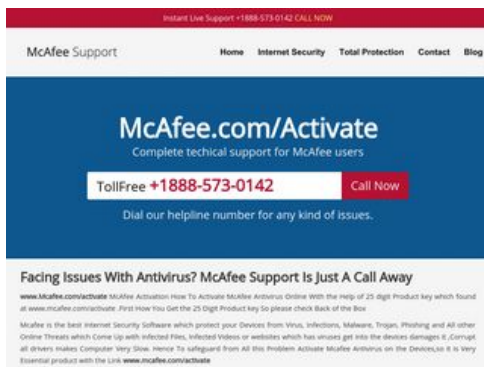 Instant Live Support +1888-573-0142 CALL NOW
McAfee Support Home Internet Security Total Protection Contact Blog
McAfee.com/Activate
Complete techical support for McAfee users
TollFree +1888-573-0142 Call Now
Dial our helpline number for any kind of issues.
Facing Issues With Antivirus? McAfee Support Is Just A Call Away
www.Mcafee.com/activate McAfee Activation How To Activate McAfee Antivirus Online With the Help of 25 digit Product key which found
at www.mcafee.com/activate .First How You Get the 25 Digit Product key So please check Back of the Box
Mcafee is the best Internet Security Software which protect your Devices from Virus, Infections, Malware, Trojan, Phishing and All other
Online Threats which Come Up with infected Files, Infected Videos or websites which has viruses get into the devices damages it ,Corrupt
all drivers makes Computer Very Slow. Hence To safeguard from All this Problem Activate Mcafee Antivirus on the Devices,so it is Very
Essential product with the Link www.mcafee.com/activate